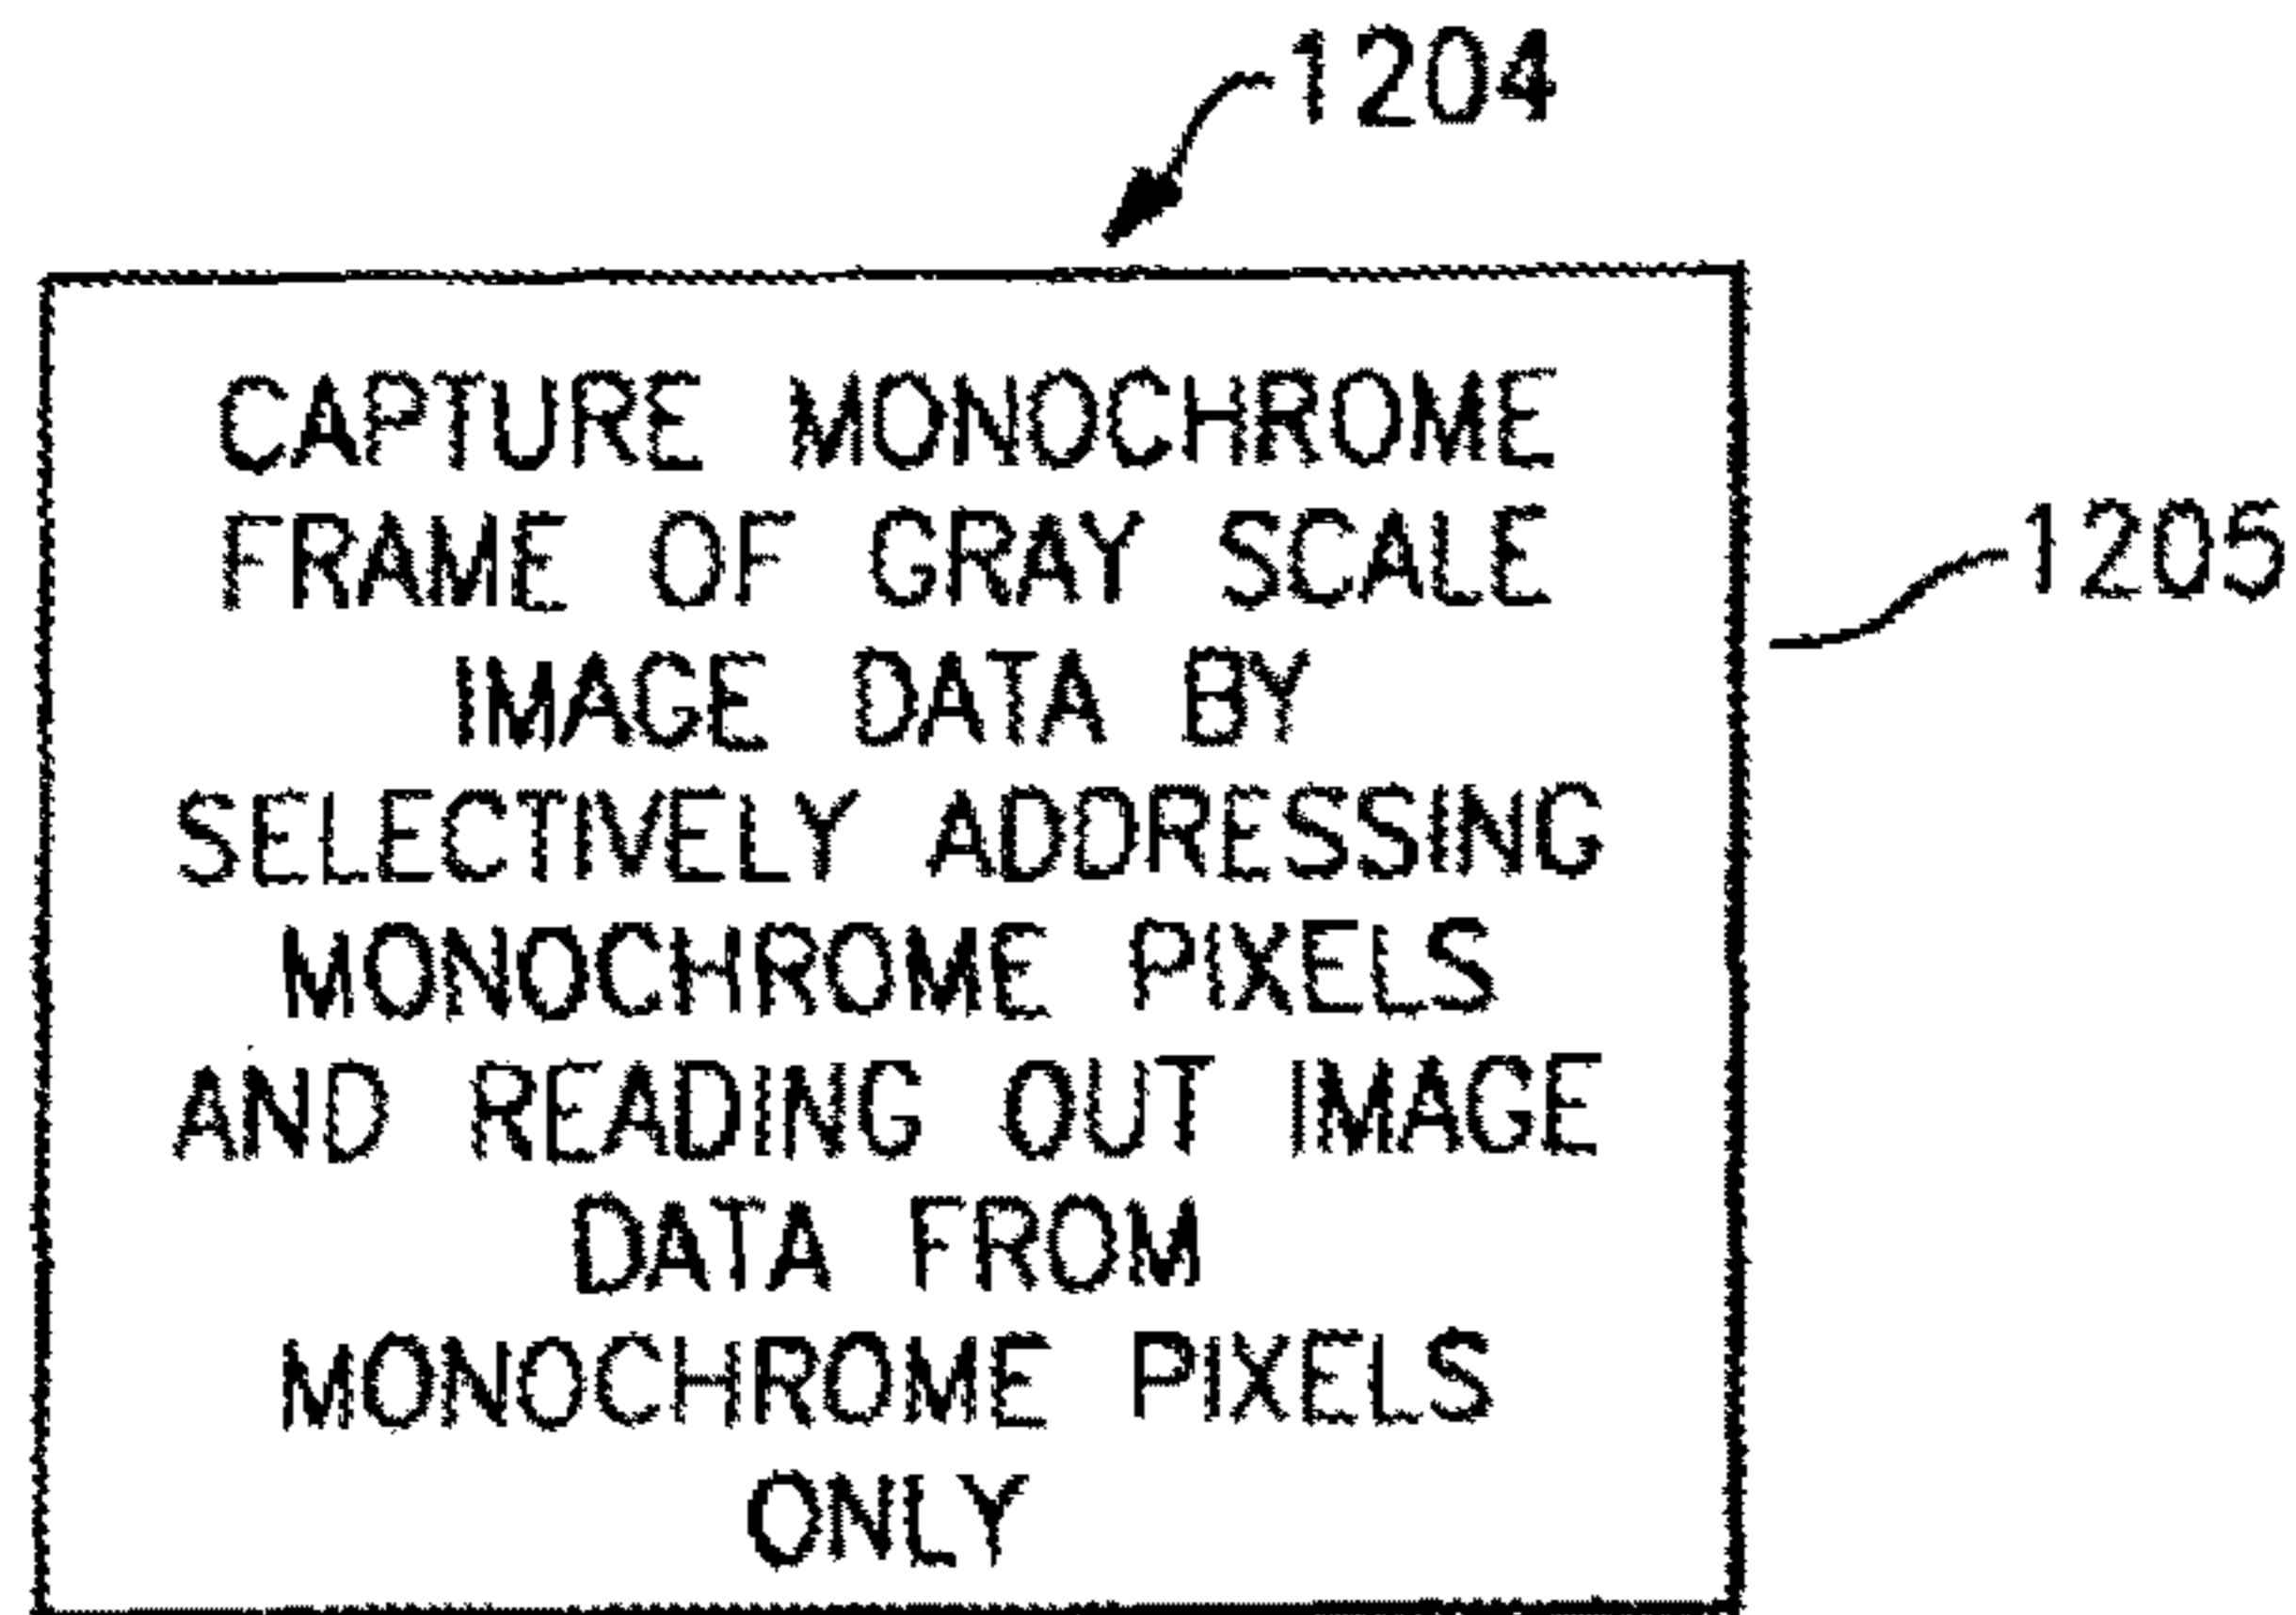 1204
CAPTURE MONOCHROME
FRAME OF GRAY SCALE
1205
IMAGE DATA BY
SELECTIVELY ADDRESSING
MONOCHROME PIXELS
AND READING OUT IMAGE
DATA FROM
MONOCHROME PIXELS
ONLY